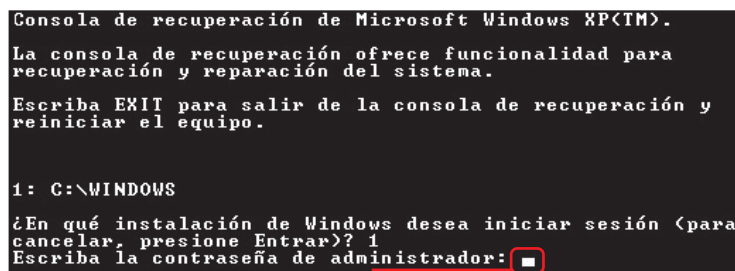 Consola de recuperación de Microsoft Windows XP(TM).
La consola de recuperación ofrece funcionalidad para
recuperación y reparación del sistema.
Escriba EXIT para salir de la consola de recuperación y
reiniciar el equipo.
1: C:\WINDOWS
¿En qué instalación de Windows desea iniciar sesión (para
cancelar, presione Entrar)? 1
Escriba la contraseña de administrador: